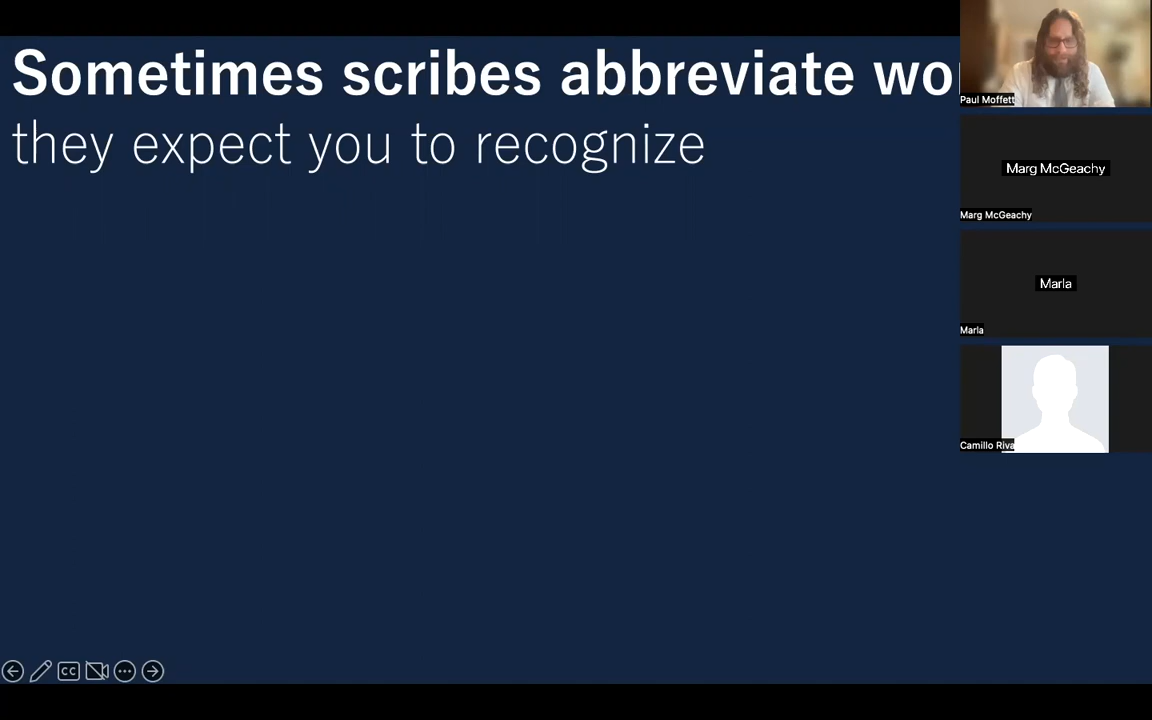 Sometimes scribes abbreviate wo
they expect you to recognize
Paul Moffett
Marg McGeachy
Marg McGeachy
Marla
Marla
Camillo Riva
CC